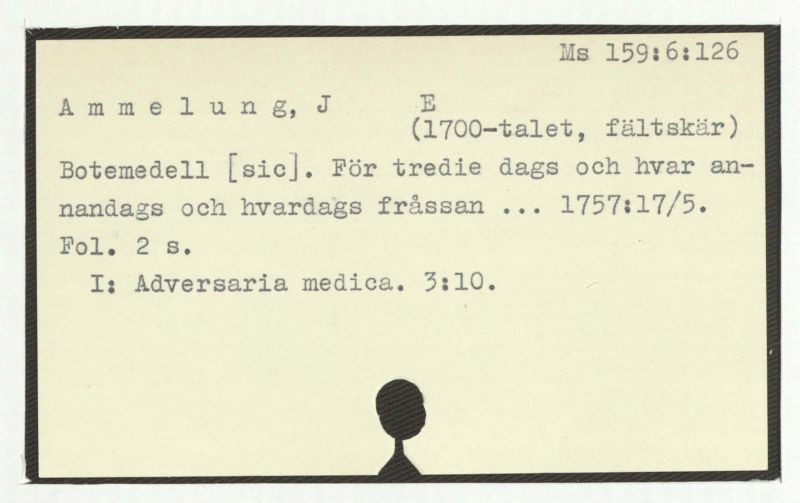 Ms 159:6:126
Ammelung, J E
(1700-talet, fältskär)
Botemedell [sic]. För tredie dags och hvar an-
nandags och hvardags fråssan ... 1757:17/5.
Fol. 2 s.
I: Adversaria medica. 3:10.